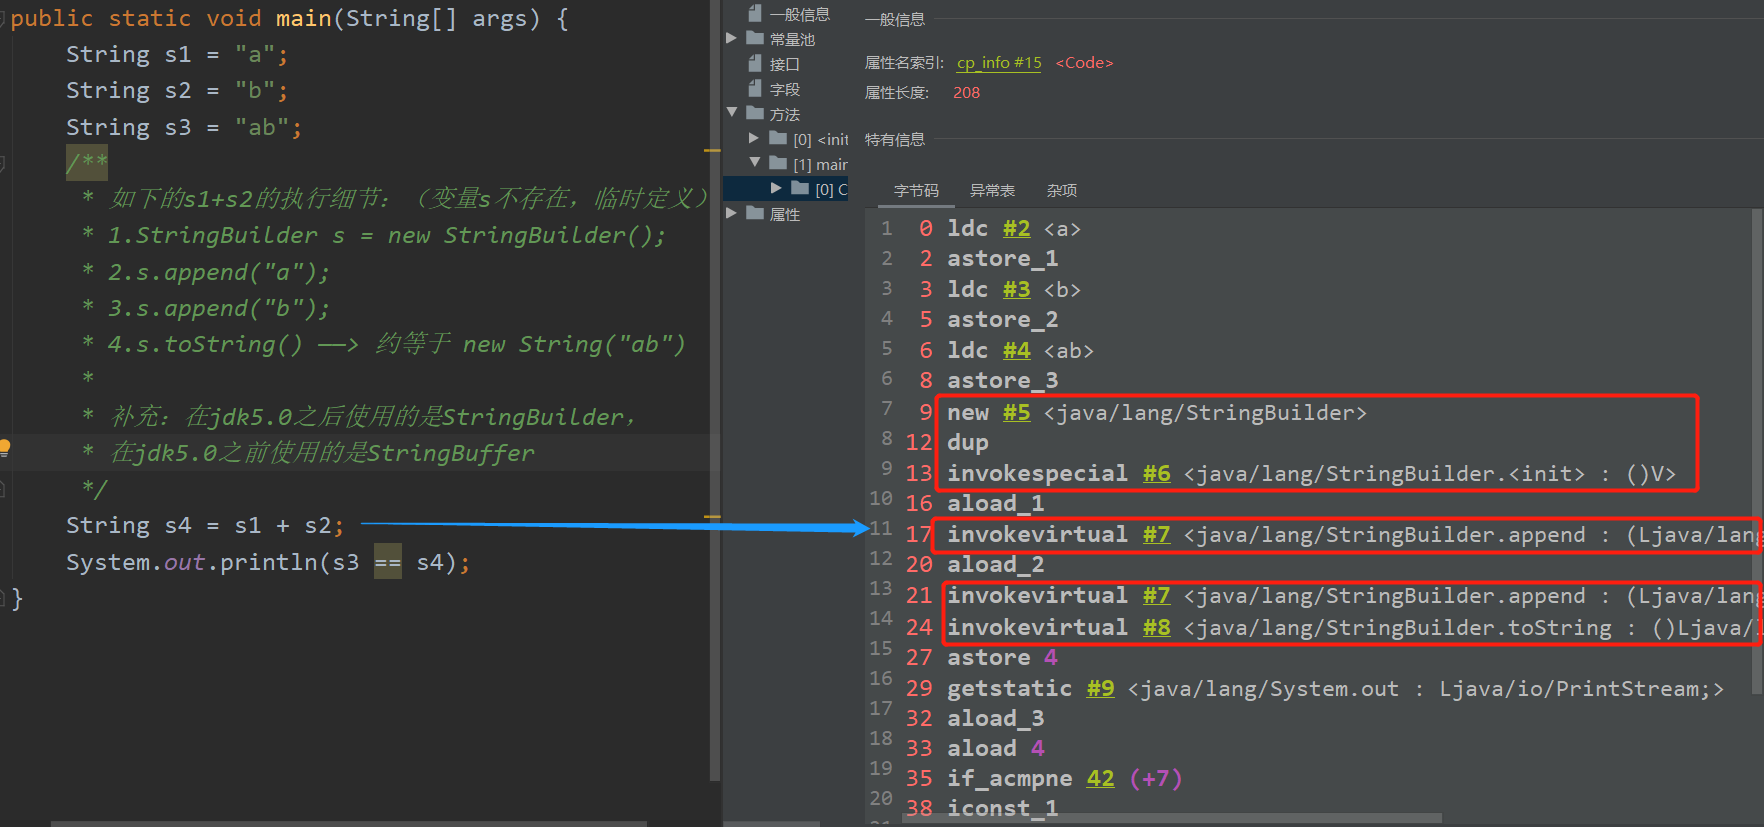 public static void main(String[] args) {
String s1 = "a";
String s2 = "b";
String s3 = "ab";
/**
* 如下的s1+s2的执行细节：（变量s不存在，临时定义）
* 1.StringBuilder s = new StringBuilder();
* 2.s.append("a");
* 3.s.append("b");
* 4.s.toString() ——> 约等于 new String("ab")
*
* 补充：在jdk5.0之后使用的是StringBuilder，
* 在jdk5.0之前使用的是StringBuffer
*/
String s4 = s1 + s2;
System.out.println(s3 == s4);
}
一般信息
常量池
接口
字段
方法
[0] <init
[1] main
[0] C
属性
一般信息
属性名索引: cp_info #15 <Code>
属性长度: 208
特有信息
字节码 异常表 杂项
1 0 ldc #2 <a>
2 2 astore_1
3 3 ldc #3 <b>
4 5 astore_2
5 6 ldc #4 <ab>
6 8 astore_3
7 9 new #5 <java/lang/StringBuilder>
8 12 dup
9 13 invokespecial #6 <java/lang/StringBuilder.<init> : ()V>
10 16 aload_1
11 17 invokevirtual #7 <java/lang/StringBuilder.append : (Ljava/lang
12 20 aload_2
13 21 invokevirtual #7 <java/lang/StringBuilder.append : (Ljava/lang
14 24 invokevirtual #8 <java/lang/StringBuilder.toString : ()Ljava/
15 27 astore 4
16 29 getstatic #9 <java/lang/System.out : Ljava/io/PrintStream;>
17 32 aload_3
18 33 aload 4
19 35 if_acmpne 42 (+7)
20 38 iconst_1